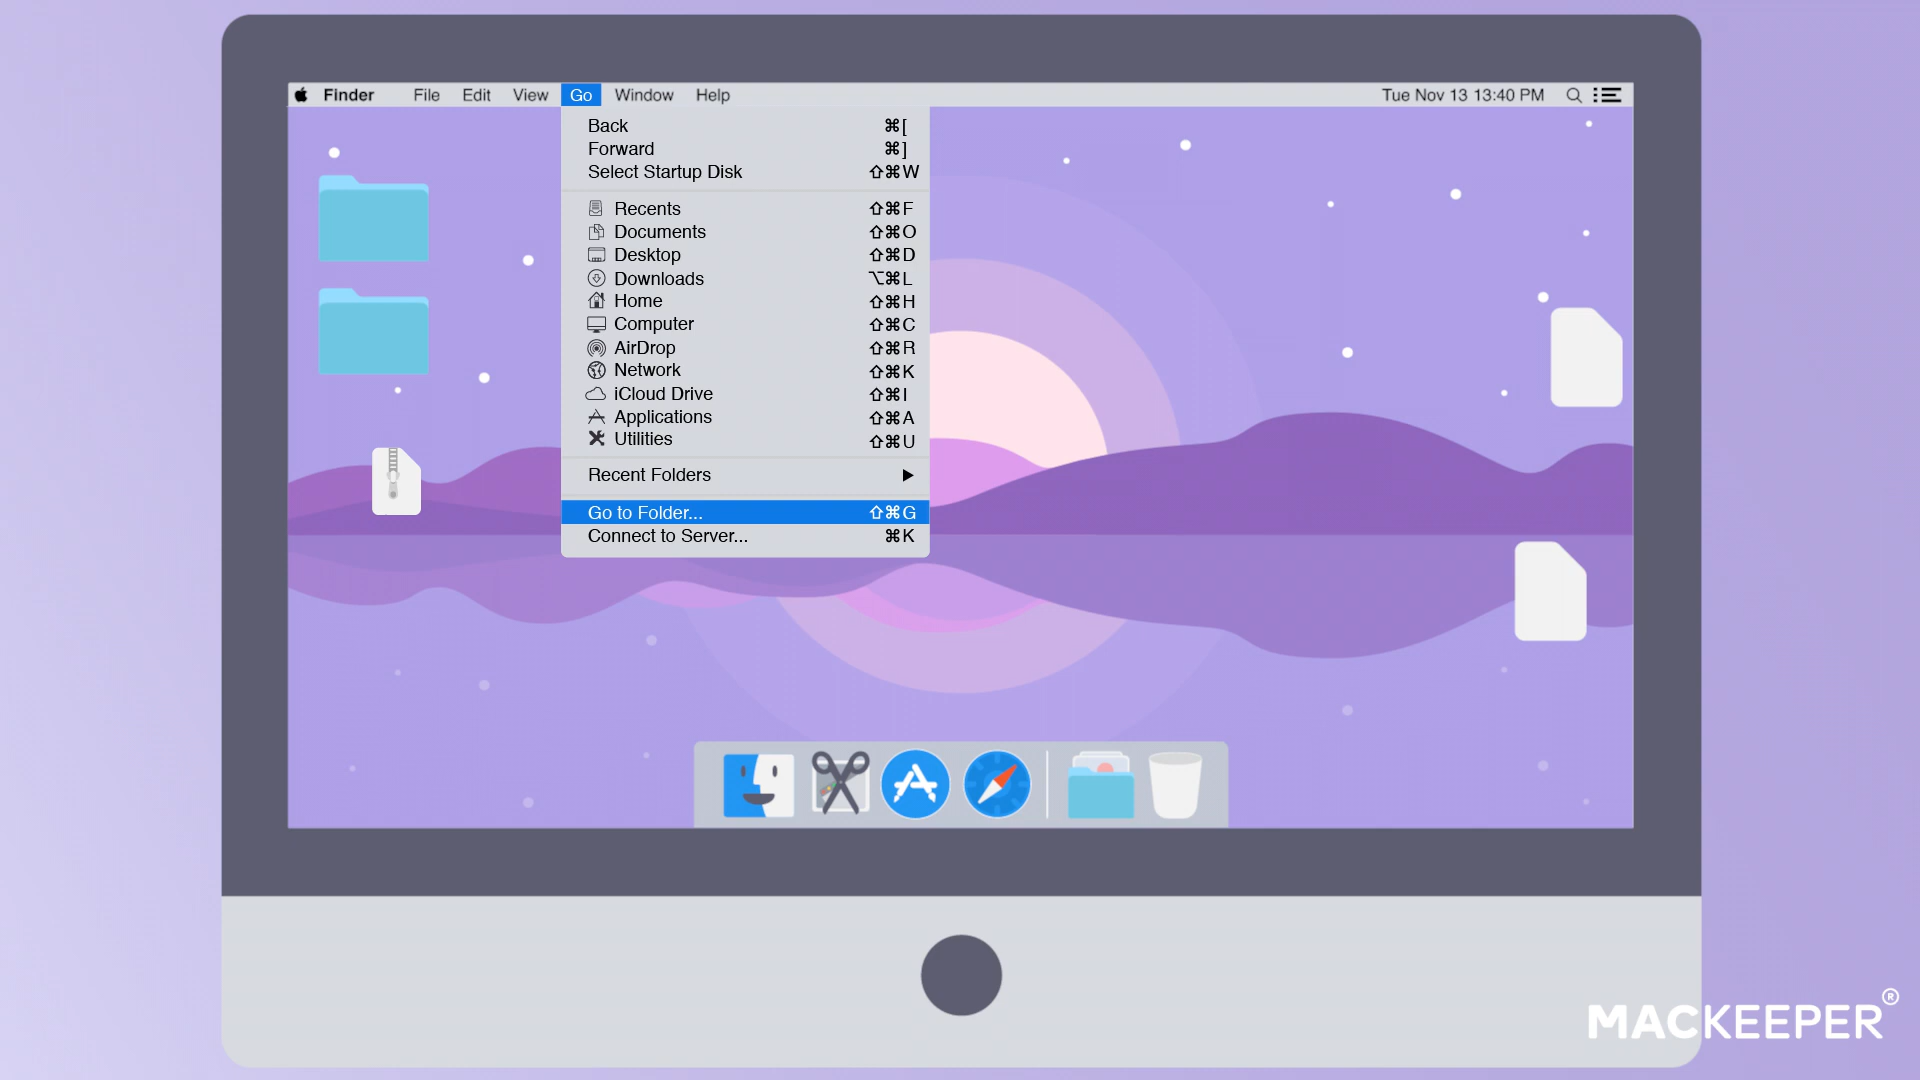 Finder File Edit View Go Window Help Tue Nov 13 13:40 PM
Back ⌘[
Forward ⌘]
Select Startup Disk ⇧⌘W
Recents ⇧⌘F
Documents ⇧⌘O
Desktop ⇧⌘D
Downloads ⌥⌘L
Home ⇧⌘H
Computer ⇧⌘C
AirDrop ⇧⌘R
Network ⇧⌘K
iCloud Drive ⇧⌘I
Applications ⇧⌘A
Utilities ⇧⌘U
Recent Folders ▶
Go to Folder... ⇧⌘G
Connect to Server... ⌘K
MACKEEPER®